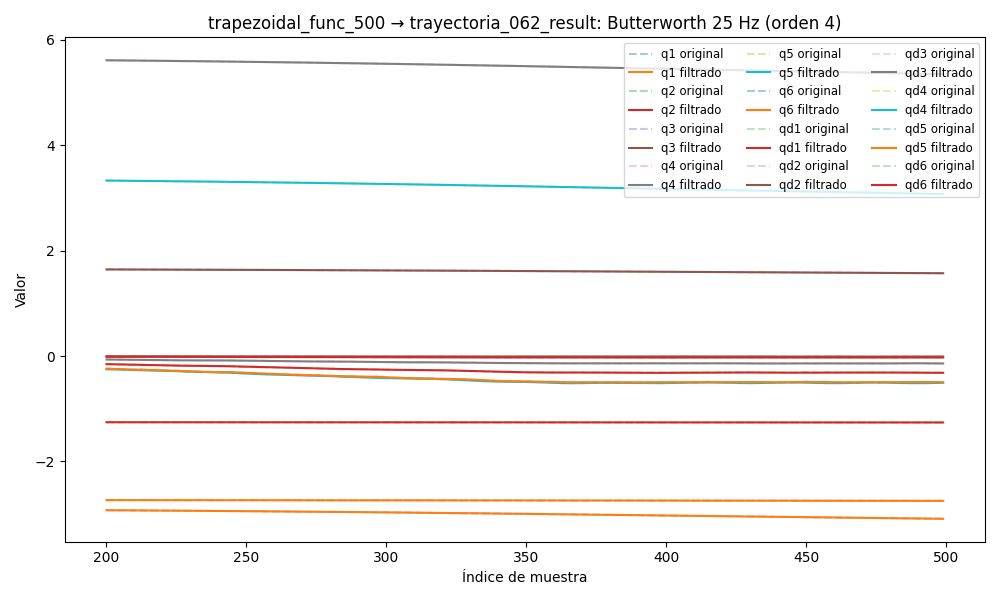 trapezoidal_func_500 → trayectoria_062_result: Butterworth 25 Hz (orden 4)
q1 original
q1 filtrado
q2 original
q2 filtrado
q3 original
q3 filtrado
q4 original
q4 filtrado
q5 original
q5 filtrado
q6 original
q6 filtrado
qd1 original
qd1 filtrado
qd2 original
qd2 filtrado
qd3 original
qd3 filtrado
qd4 original
qd4 filtrado
qd5 original
qd5 filtrado
qd6 original
qd6 filtrado
Valor
6
4
2
0
−2
200
250
300
350
400
450
500
Índice de muestra